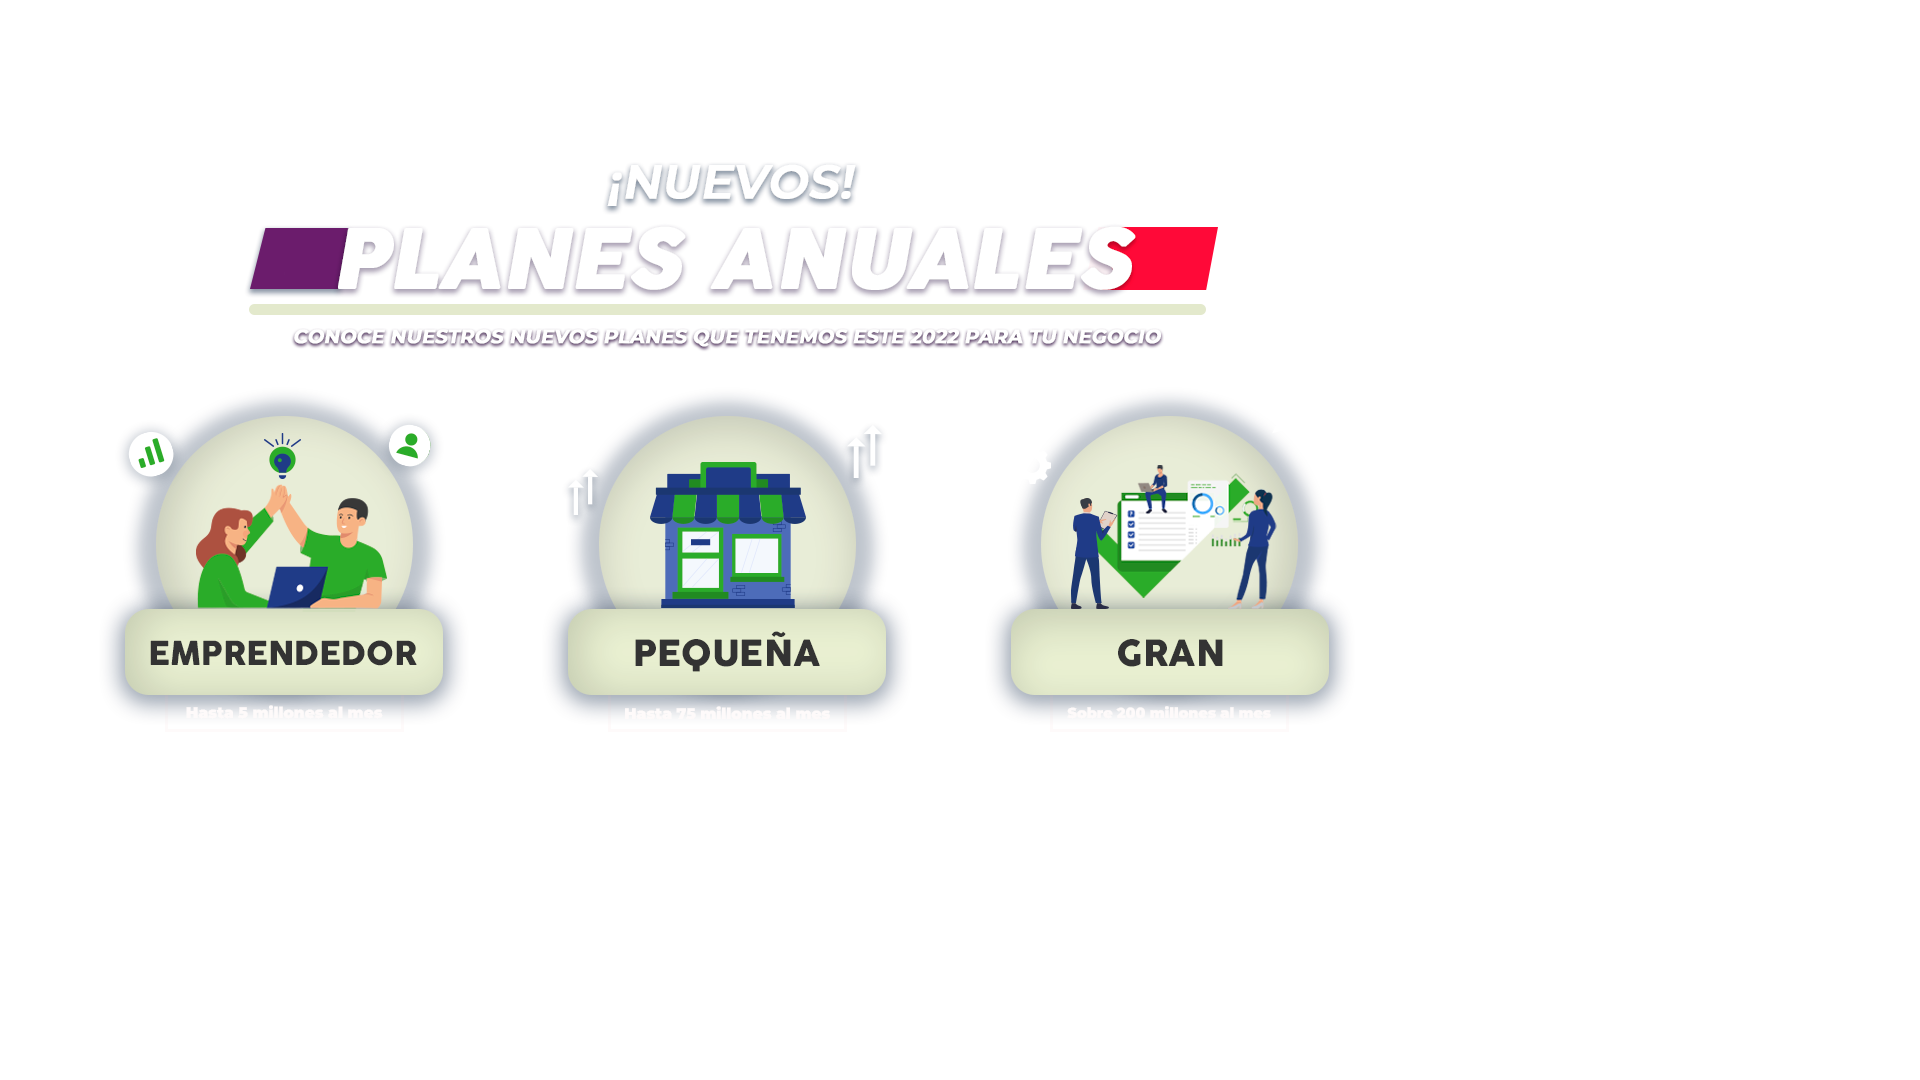 ¡NUEVOS!
PLANES ANUALES
CONOCE NUESTROS NUEVOS PLANES QUE TENEMOS ESTE 2022 PARA TU NEGOCIO
EMPRENDEDOR
PEQUEÑA
GRAN
Hasta 5 millones al mes
Hasta 75 millones al mes
Sobre 200 millones al mes